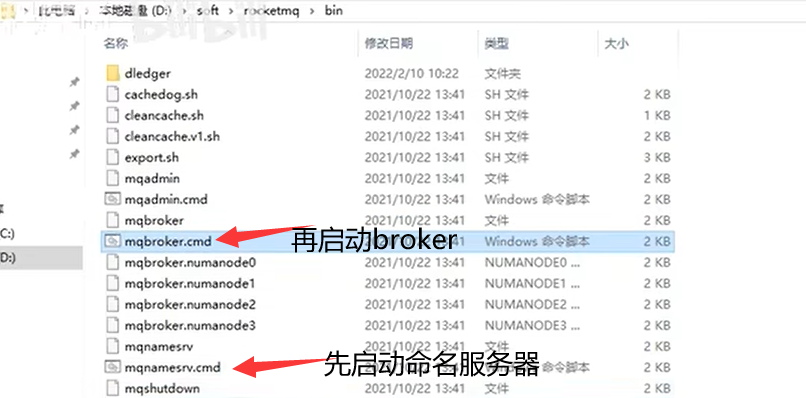 此电脑 > 本地磁盘 (D:) > soft > rocketmq > bin
名称 修改日期 类型 大小
dledger 2022/2/10 10:22 文件夹
cachedog.sh 2021/10/22 13:41 SH 文件 2 KB
cleancache.sh 2021/10/22 13:41 SH 文件 1 KB
cleancache.v1.sh 2021/10/22 13:41 SH 文件 2 KB
export.sh 2021/10/22 13:41 SH 文件 3 KB
mqadmin 2021/10/22 13:41 文件 2 KB
mqadmin.cmd 2021/10/22 13:41 Windows 命令脚本 2 KB
mqbroker 2021/10/22 13:41 文件 2 KB
mqbroker.cmd 再启动broker Windows 命令脚本 2 KB
C:)
mqbroker.numanode0 2021/10/22 13:41 NUMANODE0 ... 2 KB
D:)
mqbroker.numanode1 2021/10/22 13:41 NUMANODE1 ... 2 KB
mqbroker.numanode2 2021/10/22 13:41 NUMANODE2 ... 2 KB
mqbroker.numanode3 2021/10/22 13:41 NUMANODE3 ... 2 KB
mqnamesrv 2021/10/22 13:41 文件 2 KB
mqnamesrv.cmd 先启动命名服务器 2 KB
mqshutdown 2021/10/22 13:41 文件 2 KB